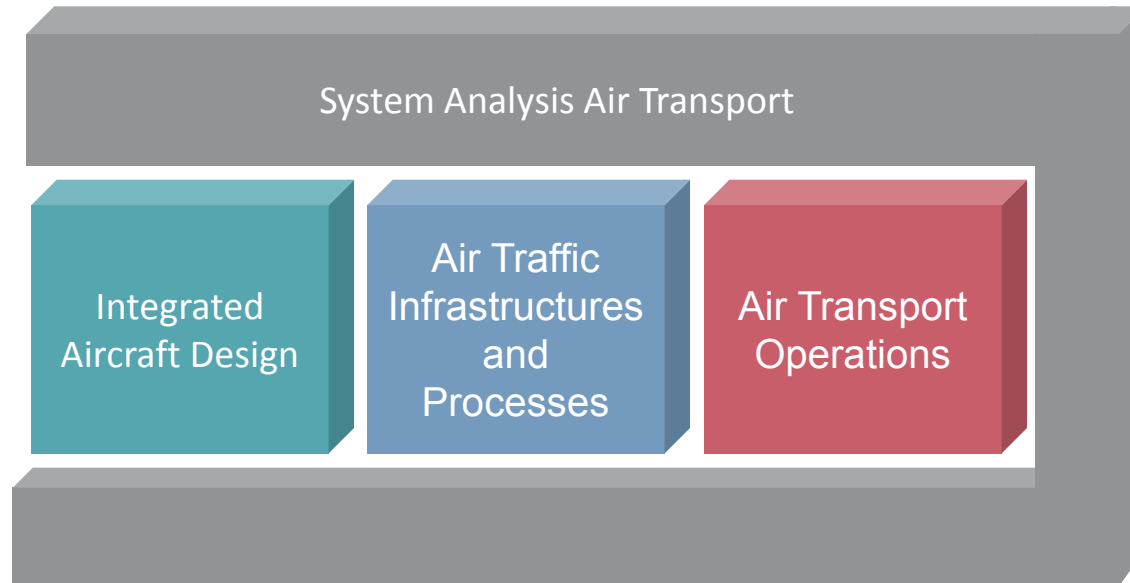 System Analysis Air Transport
Integrated
Aircraft Design
Air Traffic
Infrastructures
and
Processes
Air Transport
Operations